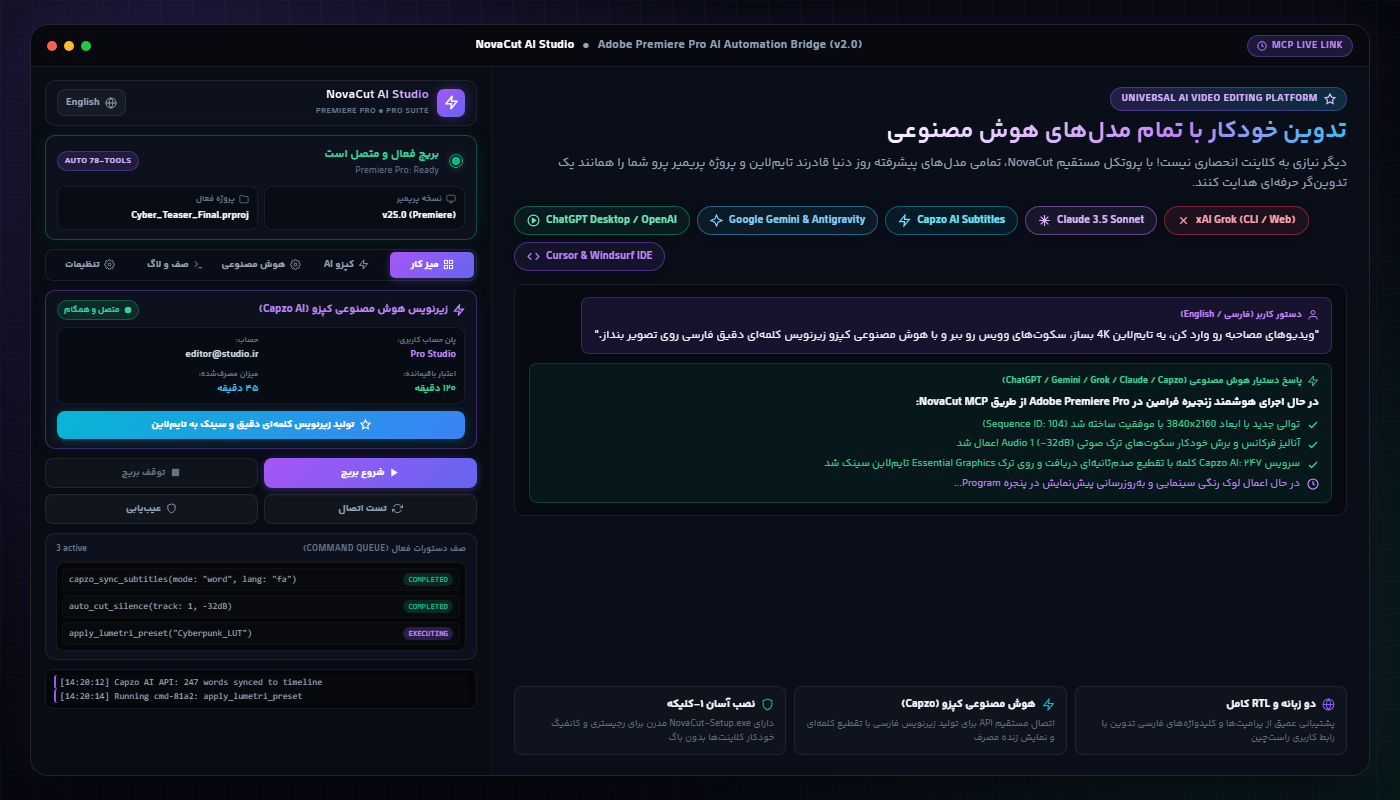 NovaCut AI Studio ● Adobe Premiere Pro AI Automation Bridge (v2.0)
MCP LIVE LINK
English
NovaCut AI Studio
PREMIERE PRO ● PRO SUITE
بریج فعال و متصل است
Premiere Pro: Ready
AUTO 78-TOOLS
نسخه پریمیر
v25.0 (Premiere)
پروژه فعال
Cyber_Teaser_Final.prproj
میز کار
کپزو AI
هوش مصنوعی
صف و لاگ
تنظیمات
زیرنویس هوش مصنوعی کپزو (Capzo AI)
متصل و همگام
پلن حساب کاربری:
Pro Studio
حساب:
editor@studio.ir
اعتبار باقیمانده:
۱۲۰ دقیقه
میزان مصرف‌شده:
۴۵ دقیقه
تولید زیرنویس کلمه‌ای دقیق و سینک به تایم‌لاین
شروع بریج
توقف بریج
تست اتصال
عیب‌یابی
صف دستورات فعال (COMMAND QUEUE)
3 active
capzo_sync_subtitles(mode: "word", lang: "fa")
COMPLETED
auto_cut_silence(track: 1, -32dB)
COMPLETED
apply_lumetri_preset("Cyberpunk_LUT")
EXECUTING
[14:20:12] Capzo AI API: 247 words synced to timeline
[14:20:14] Running cmd-81a2: apply_lumetri_preset
UNIVERSAL AI VIDEO EDITING PLATFORM
تدوین خودکار با تمام مدل‌های هوش مصنوعی
دیگر نیازی به کلاینت انحصاری نیست! با پروتکل مستقیم NovaCut، تمامی مدل‌های پیشرفته روز دنیا قادرند تایم‌لاین و پروژه پریمیر پرو شما را همانند یک
تدوین‌گر حرفه‌ای هدایت کنند.
ChatGPT Desktop / OpenAI
Google Gemini & Antigravity
Capzo AI Subtitles
Claude 3.5 Sonnet
xAI Grok (CLI / Web)
Cursor & Windsurf IDE
دستور کاربر (فارسی / English)
"ویدیوهای مصاحبه رو وارد کن، یه تایم‌لاین 4K بساز، سکوت‌های وویس رو ببر و با هوش مصنوعی کپزو زیرنویس کلمه‌ای دقیق فارسی روی تصویر بنداز."
پاسخ دستیار هوش مصنوعی (ChatGPT / Gemini / Grok / Claude / Capzo)
در حال اجرای هوشمند زنجیره فرامین در Adobe Premiere Pro از طریق NovaCut MCP:
توالی جدید با ابعاد 3840x2160 با موفقیت ساخته شد (Sequence ID: 104)
آنالیز فرکانس و برش خودکار سکوت‌های ترک صوتی Audio 1 (-32dB) اعمال شد
سرویس Capzo AI: ۲۴۷ کلمه با تقطیع صدم‌ثانیه‌ای دریافت و روی ترک Essential Graphics تایم‌لاین سینک شد
در حال اعمال لوک رنگی سینمایی و به‌روزرسانی پیش‌نمایش در پنجره Program...
دو زبانه و RTL کامل
پشتیبانی عمیق از پرامپت‌ها و کلیدواژه‌های فارسی تدوین با
رابط کاربری راست‌چین
هوش مصنوعی کپزو (Capzo)
اتصال مستقیم API برای تولید زیرنویس فارسی با تقطیع کلمه‌ای
و نمایش زنده مصرف
نصب آسان ۱-کلیکه
دارای NovaCut-Setup.exe مدرن برای رجیستری و کانفیگ
خودکار کلاینت‌ها بدون باگ